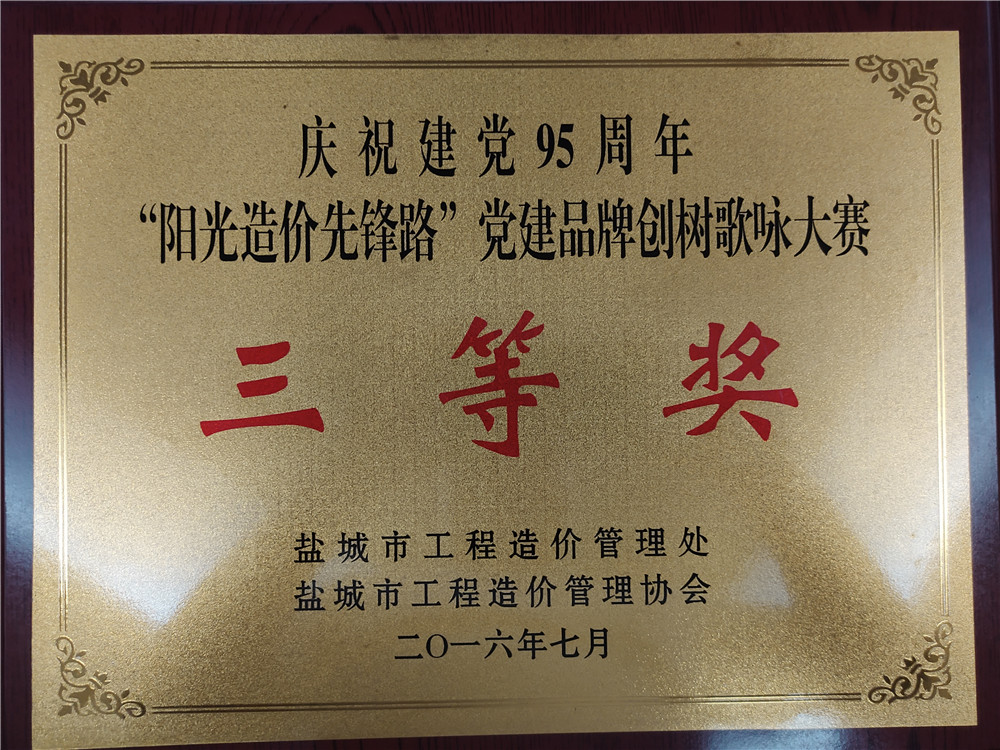 庆祝建党95周年
“阳光造价先锋路”党建品牌创树歌咏大赛
三等奖
盐城市工程造价管理处
盐城市工程造价管理协会
二〇一六年七月